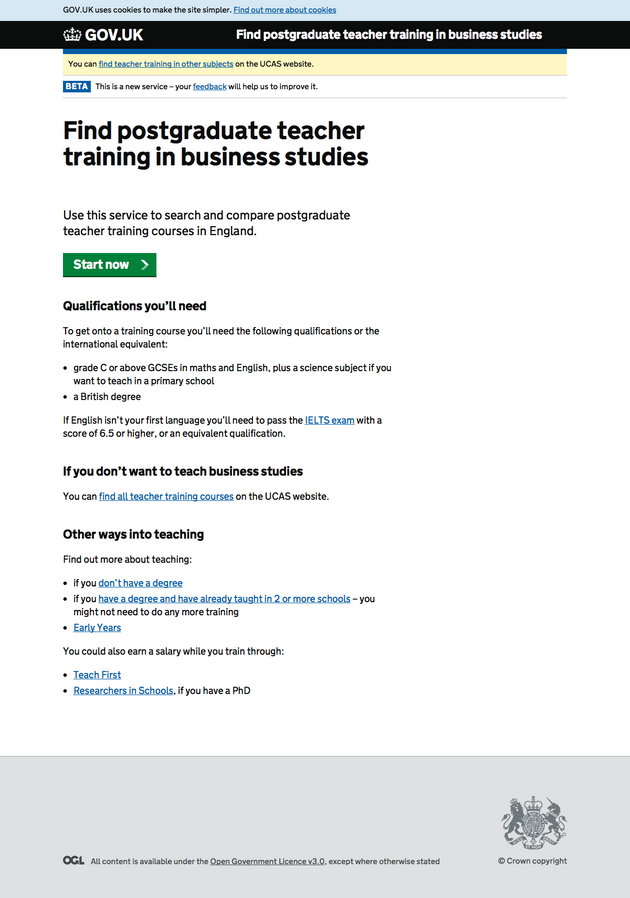 GOV.UK uses cookies to make the site simpler. Find out more about cookies
GOV.UK Find postgraduate teacher training in business studies
You can find teacher training in other subjects on the UCAS website.
BETA This is a new service – your feedback will help us to improve it.
Find postgraduate teacher
training in business studies
Use this service to search and compare postgraduate
teacher training courses in England.
Start now
Qualifications you’ll need
To get onto a training course you’ll need the following qualifications or the
international equivalent:
• grade C or above GCSEs in maths and English, plus a science subject if you
want to teach in a primary school
• a British degree
If English isn’t your first language you’ll need to pass the IELTS exam with a
score of 6.5 or higher, or an equivalent qualification.
If you don’t want to teach business studies
You can find all teacher training courses on the UCAS website.
Other ways into teaching
Find out more about teaching:
• if you don’t have a degree
• if you have a degree and have already taught in 2 or more schools – you
might not need to do any more training
• Early Years
You could also earn a salary while you train through:
• Teach First
• Researchers in Schools, if you have a PhD
OGL All content is available under the Open Government Licence v3.0, except where otherwise stated
© Crown copyright